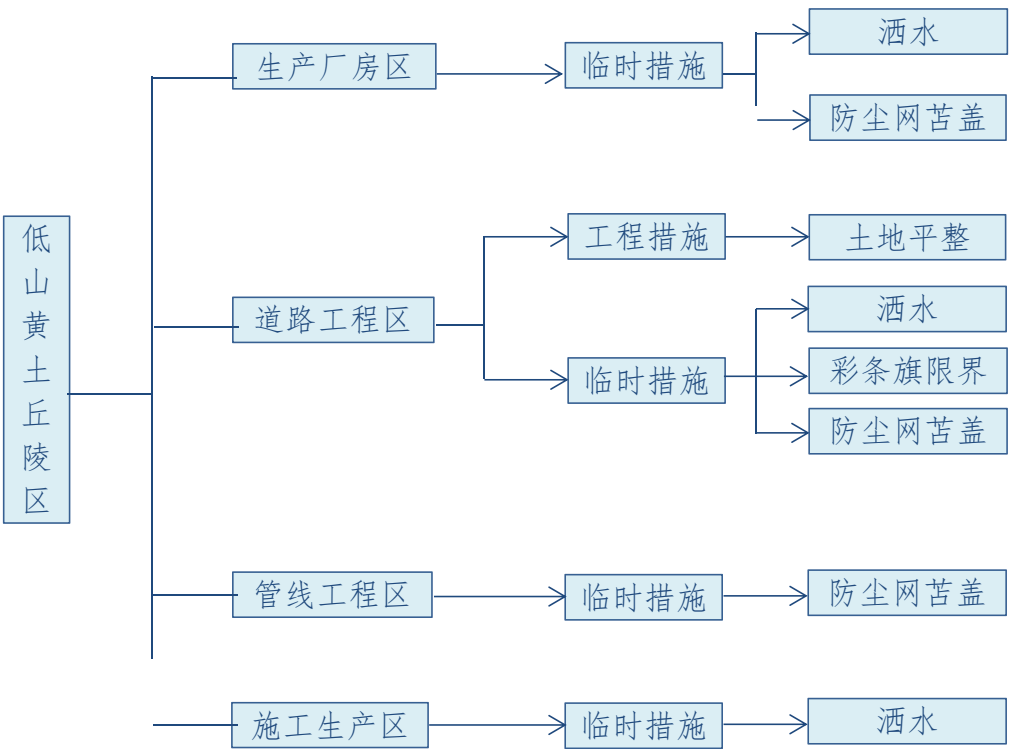 低山黄土丘陵区
生产厂房区
临时措施
洒水
防尘网苫盖
道路工程区
工程措施
土地平整
临时措施
洒水
彩条旗限界
防尘网苫盖
管线工程区
临时措施
防尘网苫盖
施工生产区
临时措施
洒水